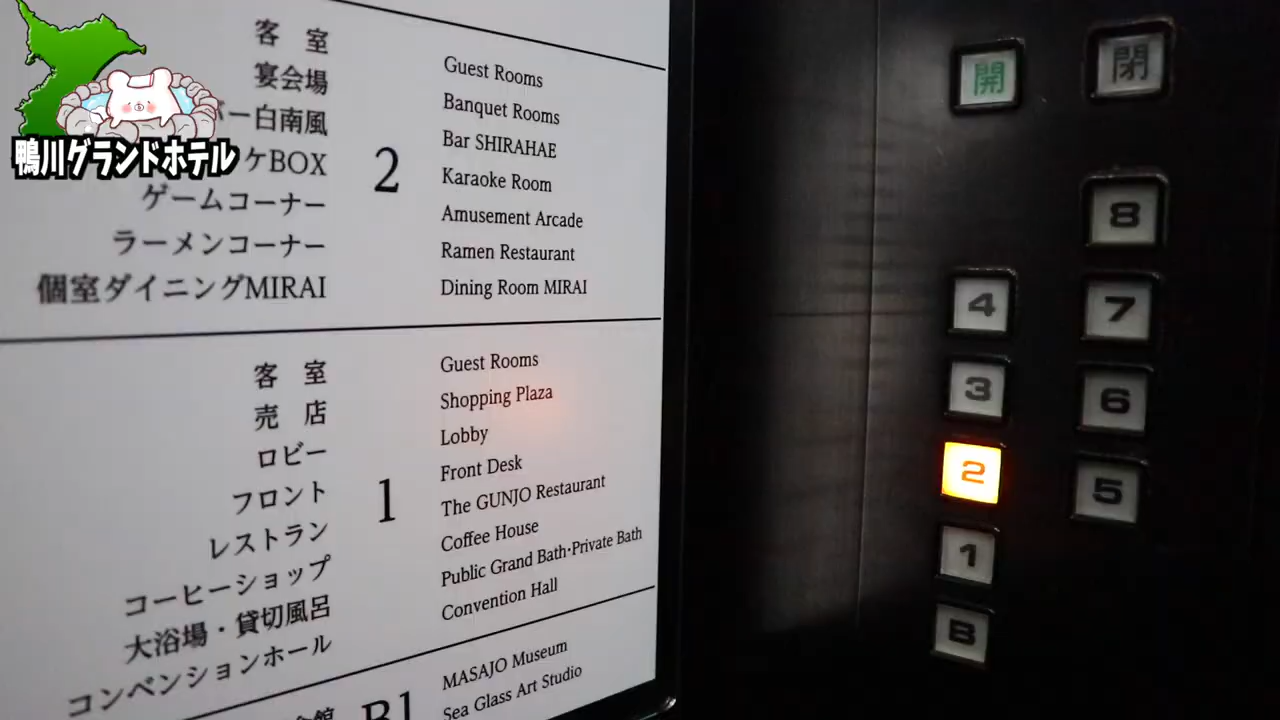 鴨川グランドホテル
客 室
宴会場
バー白南風
ケBOX
ゲームコーナー
ラーメンコーナー
個室ダイニングMIRAI
2
Guest Rooms
Banquet Rooms
Bar SHIRAHAE
Karaoke Room
Amusement Arcade
Ramen Restaurant
Dining Room MIRAI
客 室
売 店
ロビー
フロント
レストラン
コーヒーショップ
大浴場・貸切風呂
コンベンションホール
1
Guest Rooms
Shopping Plaza
Lobby
Front Desk
The GUNJO Restaurant
Coffee House
Public Grand Bath・Private Bath
Convention Hall
B1
MASAJO Museum
Sea Glass Art Studio
開 閉
8
4 7
3 6
2 5
1
B